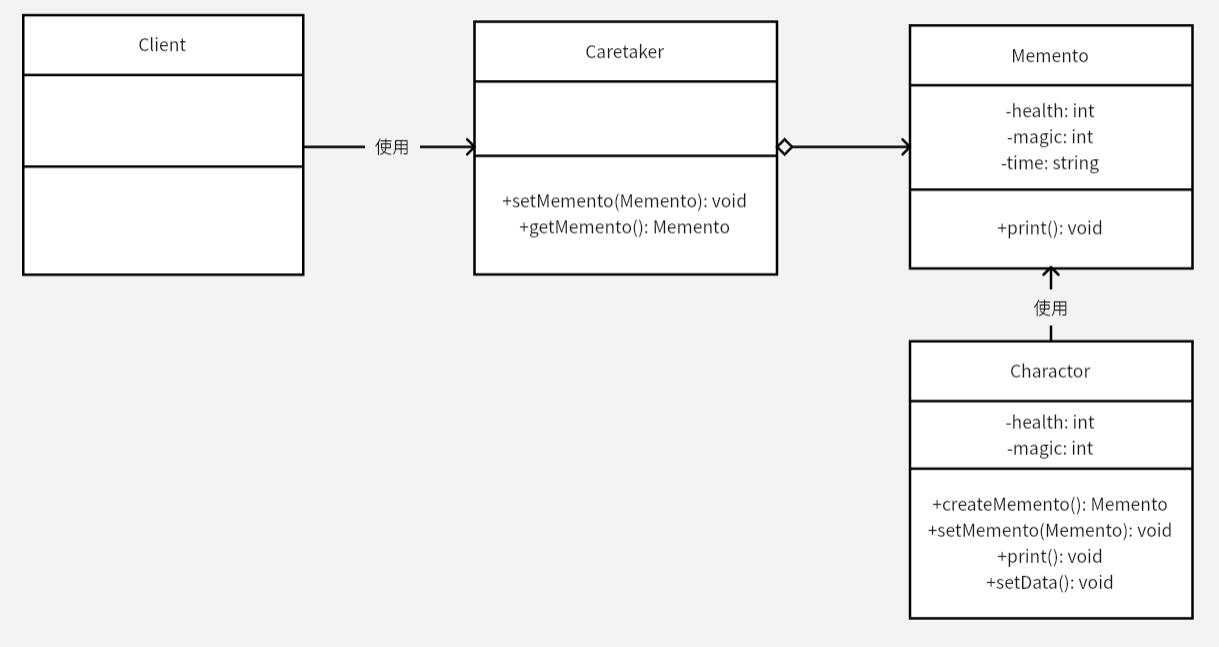 Client
使用
Caretaker
+setMemento(Memento): void
+getMemento(): Memento
Memento
-health: int
-magic: int
-time: string
+print(): void
使用
Charactor
-health: int
-magic: int
+createMemento(): Memento
+setMemento(Memento): void
+print(): void
+setData(): void